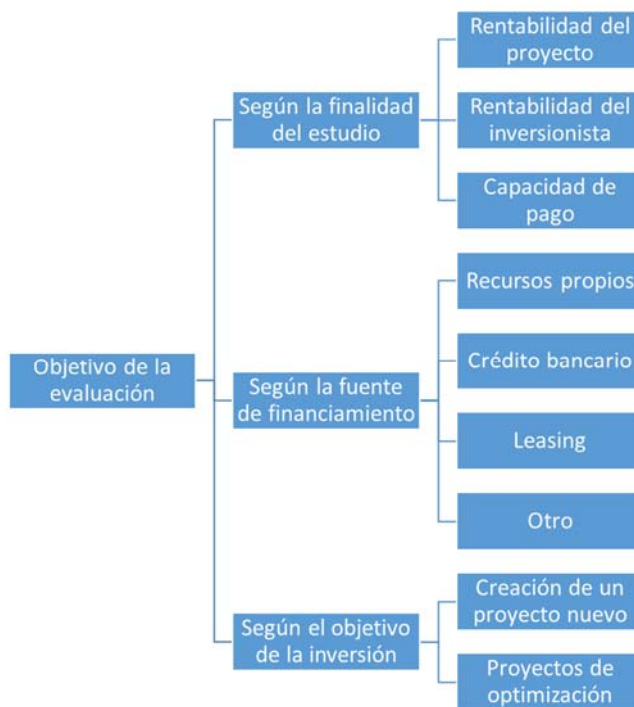 Objetivo de la
evaluación
Según la finalidad
del estudio
Rentabilidad del
proyecto
Rentabilidad del
inversionista
Capacidad de
pago
Según la fuente
de financiamiento
Recursos propios
Crédito bancario
Leasing
Otro
Según el objetivo
de la inversión
Creación de un
proyecto nuevo
Proyectos de
optimización